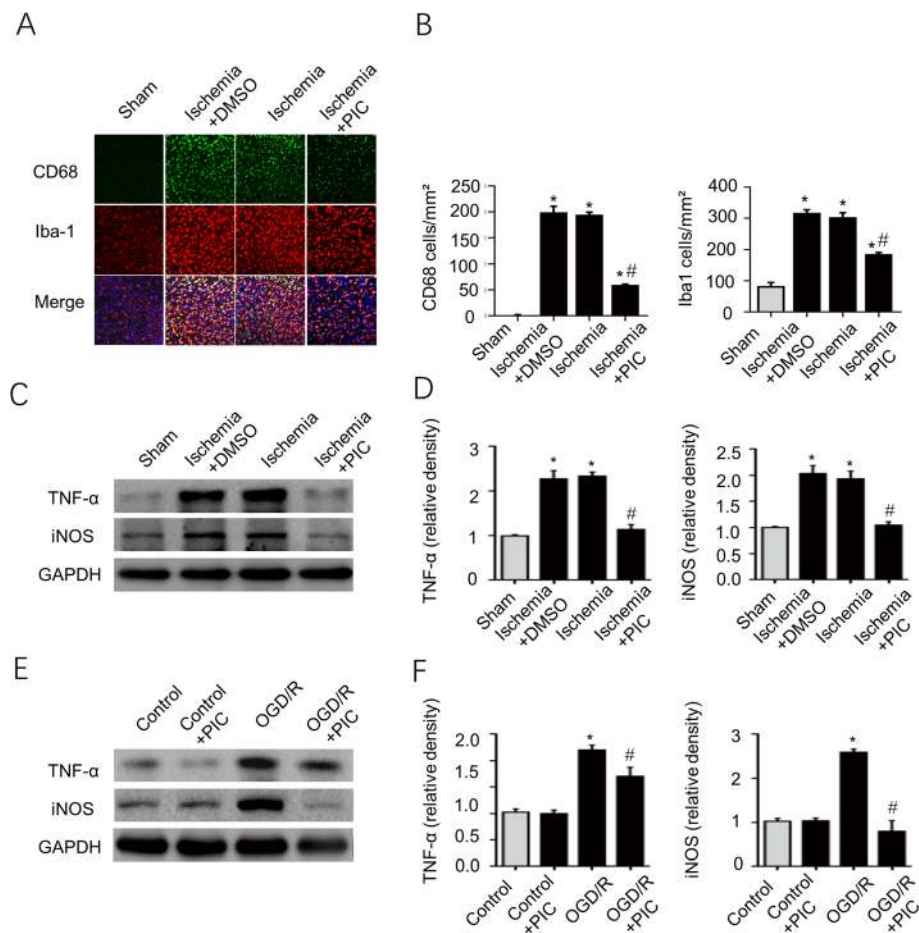 A
Sham
Ischemia
+DMSO
Ischemia
Ischemia
+PIC
CD68
Iba-1
Merge
B
CD68 cells/mm²
250
200
150
100
50
0
*
*
*#
Sham
Ischemia
+DMSO
Ischemia
Ischemia
+PIC
Iba1 cells/mm²
400
300
200
100
0
*
*
*#
Sham
Ischemia
+DMSO
Ischemia
Ischemia
+PIC
C
Sham
Ischemia
+DMSO
Ischemia
Ischemia
+PIC
TNF-α
iNOS
GAPDH
D
TNF-α (relative density)
3
2
1
0
*
*
#
Sham
Ischemia
+DMSO
Ischemia
Ischemia
+PIC
iNOS (relative density)
2.5
2.0
1.5
1.0
0.5
0.0
*
*
#
Sham
Ischemia
+DMSO
Ischemia
Ischemia
+PIC
E
Control
Control
+PIC
OGD/R
OGD/R
+PIC
TNF-α
iNOS
GAPDH
F
TNF-α (relative density)
2.0
1.5
1.0
0.5
0.0
*
#
Control
Control
+PIC
OGD/R
OGD/R
+PIC
iNOS (relative density)
3
2
1
0
*
#
Control
Control
+PIC
OGD/R
OGD/R
+PIC